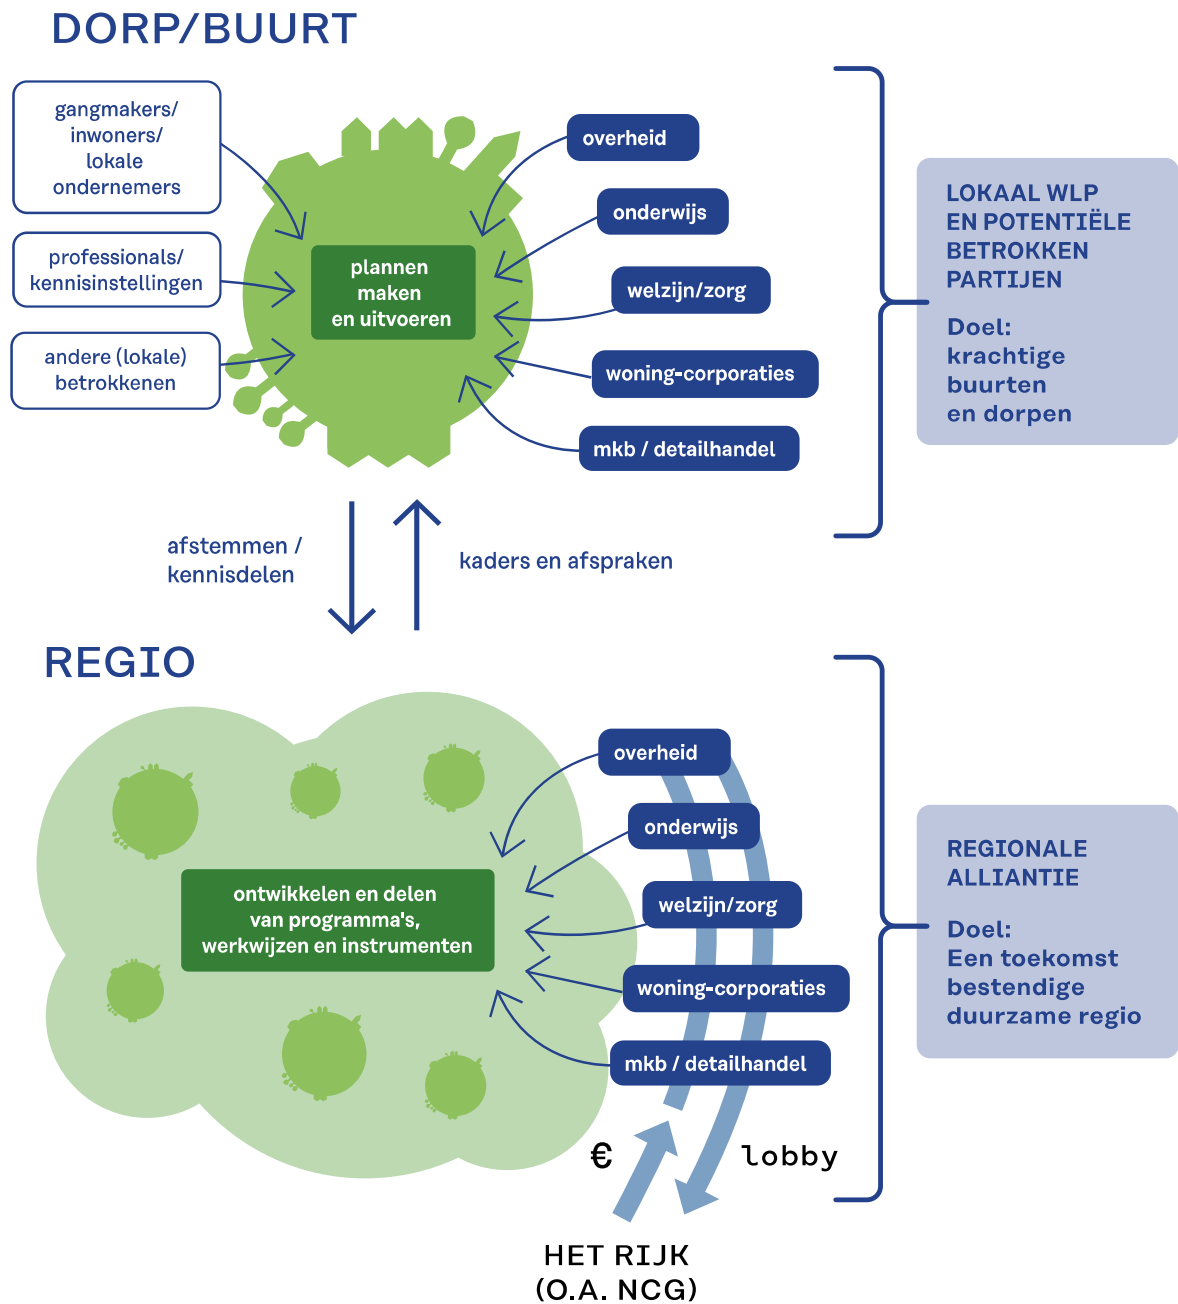 DORP/BUURT
gangmakers/
inwoners/
lokale
ondernemers
professionals/
kennisinstellingen
andere (lokale)
betrokkenen
plannen
maken
en uitvoeren
overheid
onderwijs
welzijn/zorg
woning-corporaties
mkb / detailhandel
LOKAAL WLP
EN POTENTIËLE
BETROKKEN
PARTIJEN
Doel:
krachtige
buurten
en dorpen
afstemmen /
kennisdelen
kaders en afspraken
REGIO
ontwikkelen en delen
van programma's,
werkwijzen en instrumenten
overheid
onderwijs
welzijn/zorg
woning-corporaties
mkb / detailhandel
REGIONALE
ALLIANTIE
Doel:
Een toekomst
bestendige
duurzame regio
€
lobby
HET RIJK
(O.A. NCG)